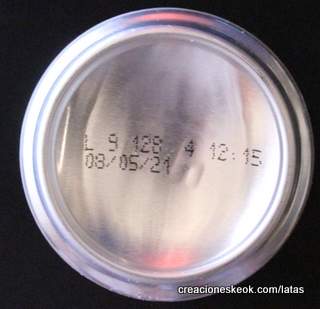 L 9 128 4 12:15
08/05/21
creacioneskeok.com/latas